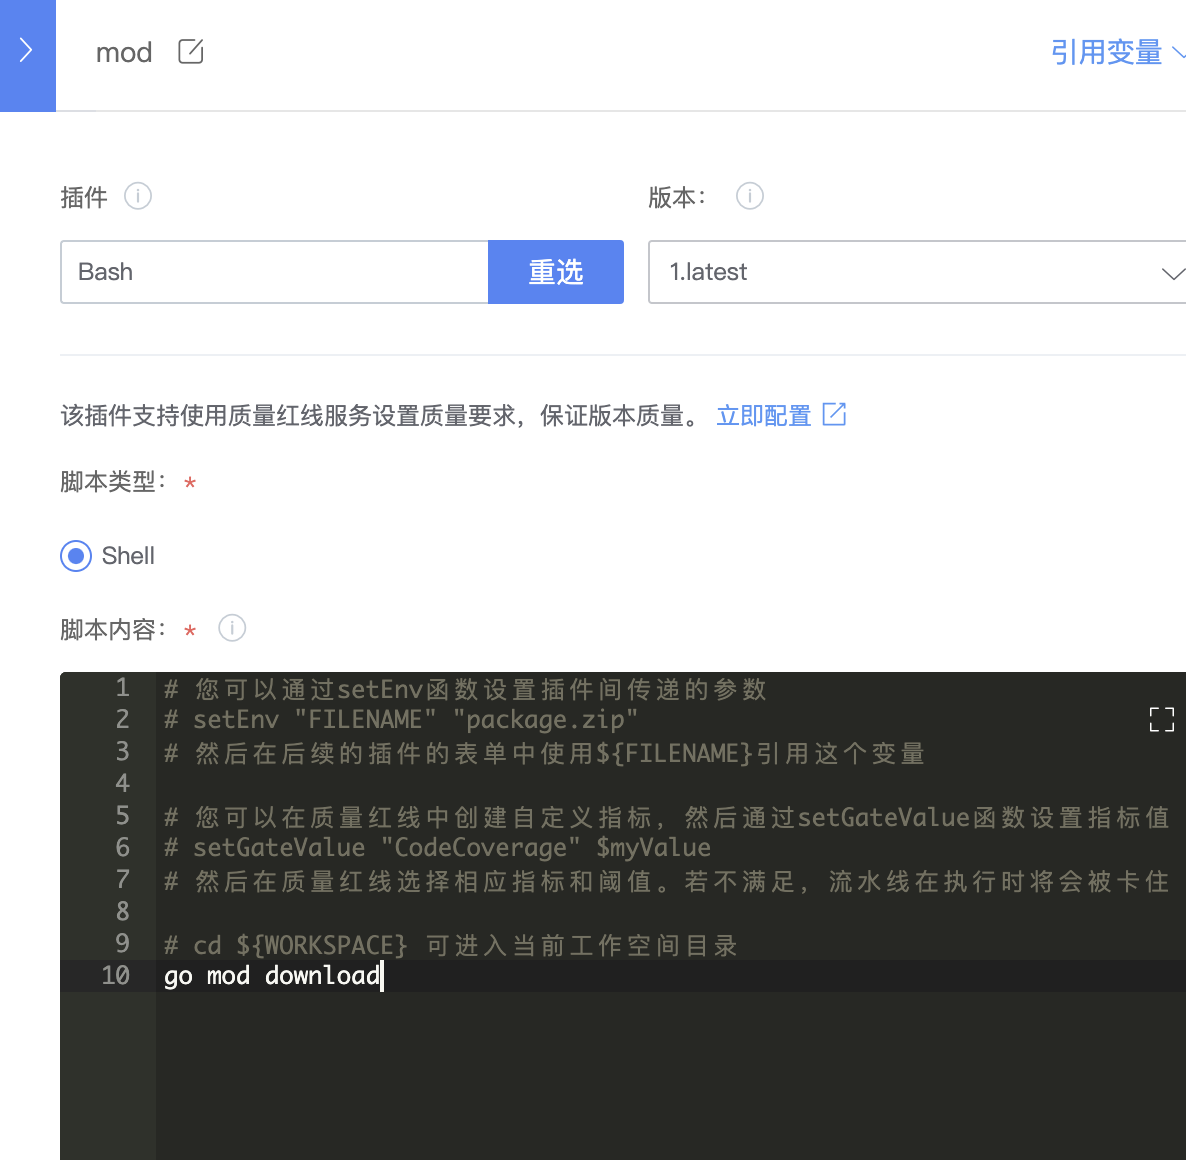 mod
引用变量
插件
版本：
Bash
重选
1.latest
该插件支持使用质量红线服务设置质量要求，保证版本质量。 立即配置
脚本类型： *
Shell
脚本内容： *
1 # 您可以通过setEnv函数设置插件间传递的参数
2 # setEnv "FILENAME" "package.zip"
3 # 然后在后续的插件的表单中使用${FILENAME}引用这个变量
4
5 # 您可以在质量红线中创建自定义指标，然后通过setGateValue函数设置指标值
6 # setGateValue "CodeCoverage" $myValue
7 # 然后在质量红线选择相应指标和阈值。若不满足，流水线在执行时将会被卡住
8
9 # cd ${WORKSPACE} 可进入当前工作空间目录
10 go mod download